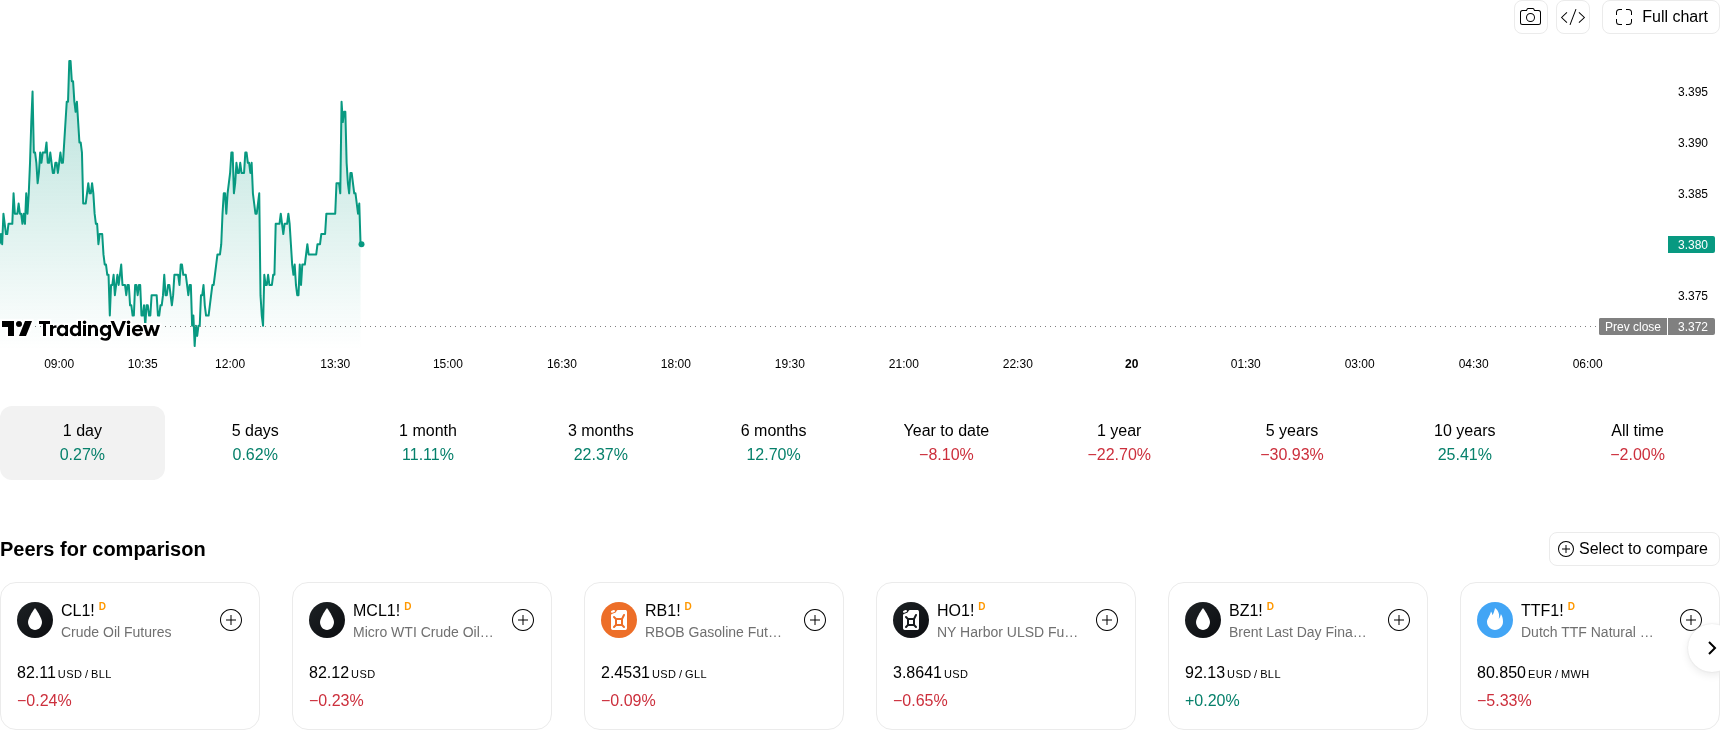 Full chart
3.395
3.390
3.385
3.380
3.375
Prev close 3.372
TradingView
09:00 10:35 12:00 13:30 15:00 16:30 18:00 19:30 21:00 22:30 20 01:30 03:00 04:30 06:00
1 day 5 days 1 month 3 months 6 months Year to date 1 year 5 years 10 years All time
0.27% 0.62% 11.11% 22.37% 12.70% −8.10% −22.70% −30.93% 25.41% −2.00%
Peers for comparison
Select to compare
CL1! D
Crude Oil Futures
82.11 USD / BLL
−0.24%
MCL1! D
Micro WTI Crude Oil…
82.12 USD
−0.23%
RB1! D
RBOB Gasoline Fut…
2.4531 USD / GLL
−0.09%
HO1! D
NY Harbor ULSD Fu…
3.8641 USD
−0.65%
BZ1! D
Brent Last Day Fina…
92.13 USD / BLL
+0.20%
TTF1! D
Dutch TTF Natural …
80.850 EUR / MWH
−5.33%